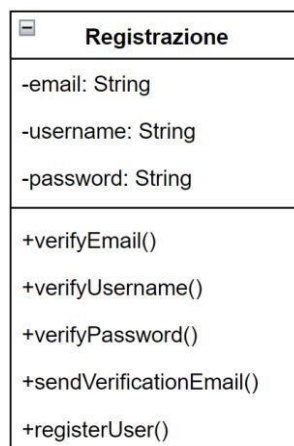 Registrazione
-email: String
-username: String
-password: String
+verifyEmail()
+verifyUsername()
+verifyPassword()
+sendVerificationEmail()
+registerUser()